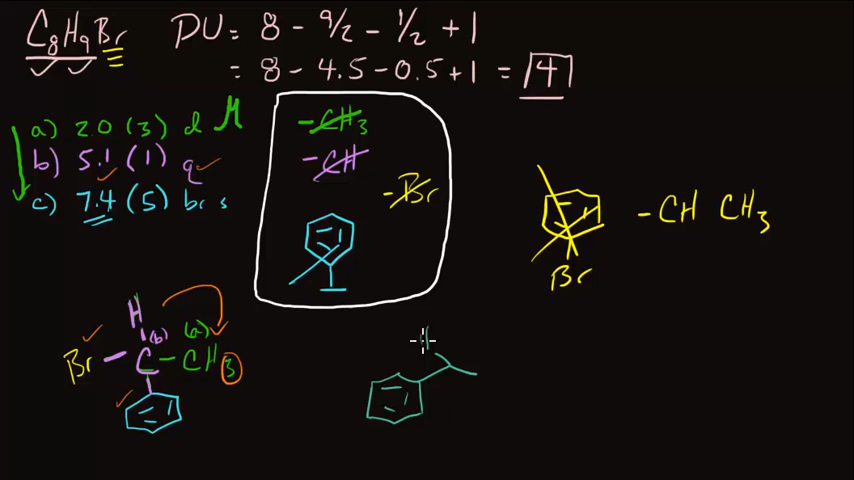 C8H9Br DU = 8 - 9/2 - 1/2 + 1
= 8 - 4.5 - 0.5 + 1 = 4
a) 2.0 (3) d
b) 5.1 (1) q
c) 7.4 (5) br s
-CH3
-CH
-Br
Br
-CH CH3
H
(b) (a)
Br - C - CH3